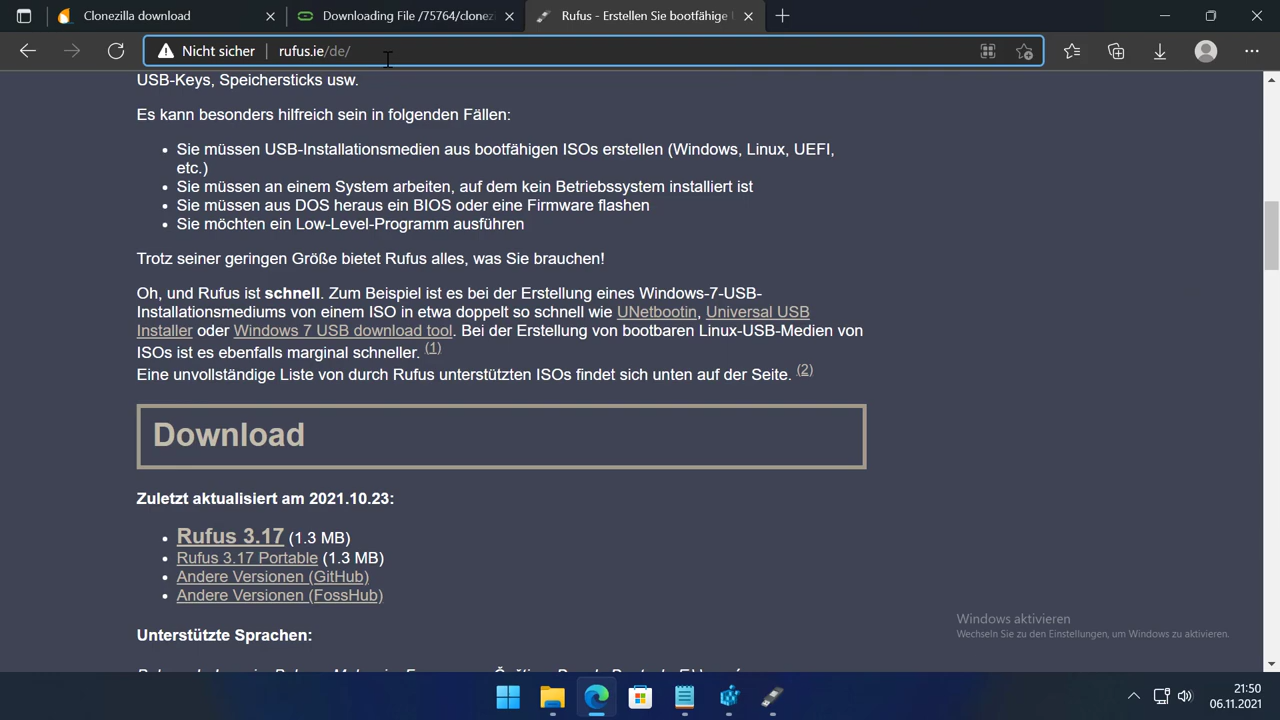 Clonezilla download
Downloading File /75764/clonezi
Rufus - Erstellen Sie bootfähige
Nicht sicher
rufus.ie/de/
USB-Keys, Speichersticks usw.
Es kann besonders hilfreich sein in folgenden Fällen:
Sie müssen USB-Installationsmedien aus bootfähigen ISOs erstellen (Windows, Linux, UEFI,
etc.)
Sie müssen an einem System arbeiten, auf dem kein Betriebssystem installiert ist
Sie müssen aus DOS heraus ein BIOS oder eine Firmware flashen
Sie möchten ein Low-Level-Programm ausführen
Trotz seiner geringen Größe bietet Rufus alles, was Sie brauchen!
Oh, und Rufus ist schnell. Zum Beispiel ist es bei der Erstellung eines Windows-7-USB-
Installationsmediums von einem ISO in etwa doppelt so schnell wie UNetbootin, Universal USB
Installer oder Windows 7 USB download tool. Bei der Erstellung von bootbaren Linux-USB-Medien von
ISOs ist es ebenfalls marginal schneller. (1)
Eine unvollständige Liste von durch Rufus unterstützten ISOs findet sich unten auf der Seite. (2)
Download
Zuletzt aktualisiert am 2021.10.23:
Rufus 3.17 (1.3 MB)
Rufus 3.17 Portable (1.3 MB)
Andere Versionen (GitHub)
Andere Versionen (FossHub)
Windows aktivieren
Wechseln Sie zu den Einstellungen, um Windows zu aktivieren.
Unterstützte Sprachen:
21:50
06.11.2021